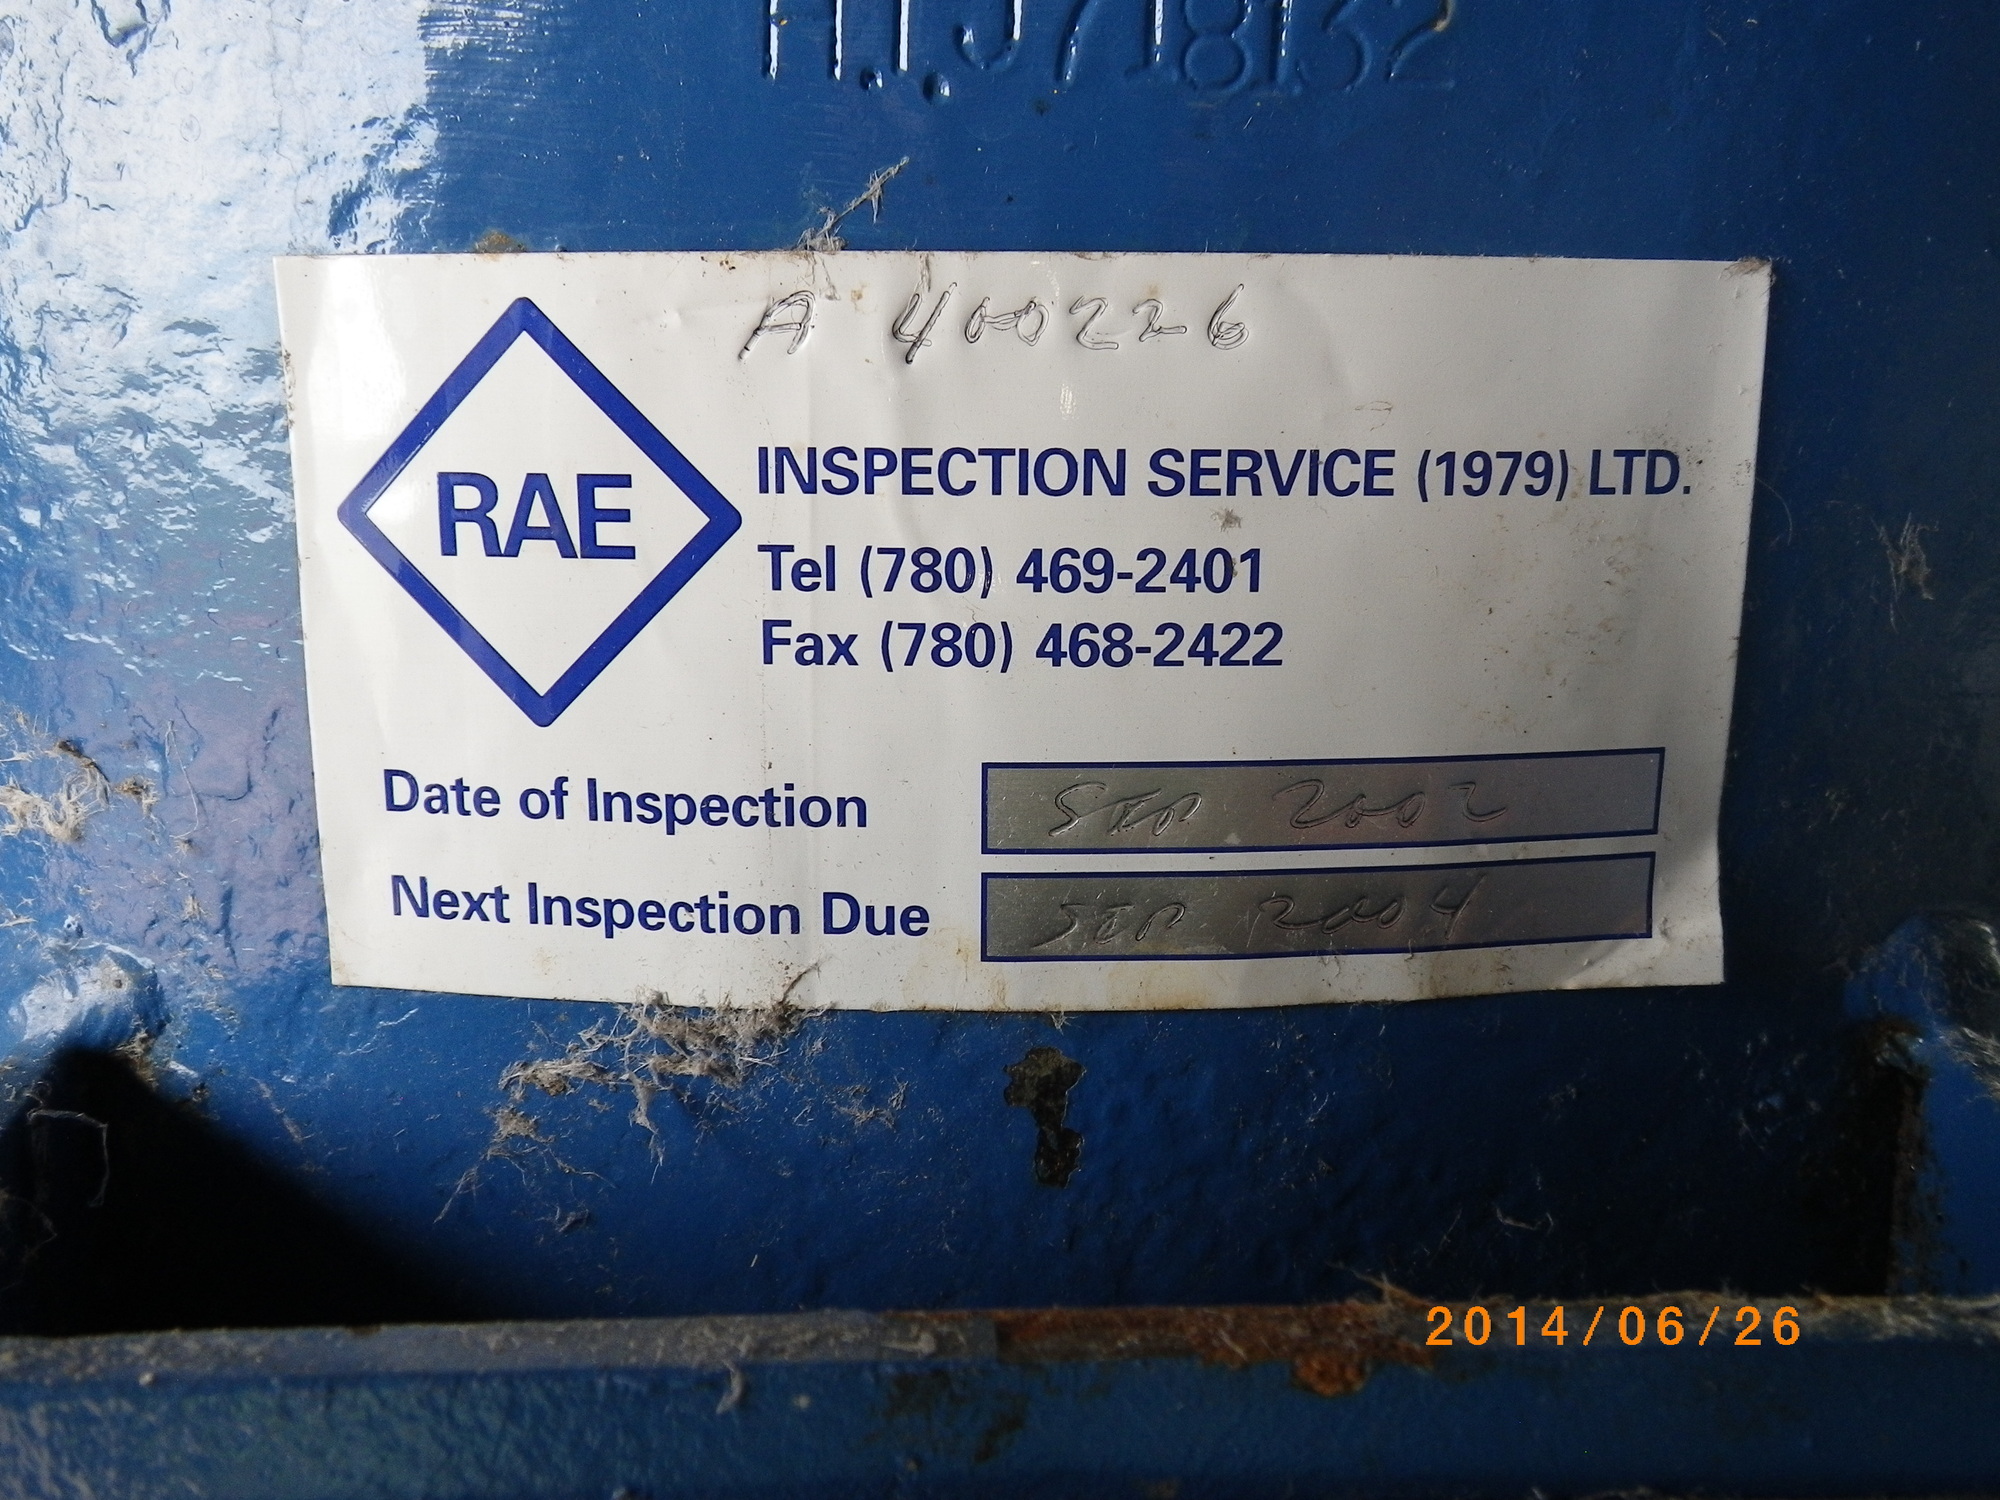 A 400226
RAE
INSPECTION SERVICE (1979) LTD.
Tel (780) 469-2401
Fax (780) 468-2422
Date of Inspection SEP 2002
Next Inspection Due SEP 2004
2014/06/26